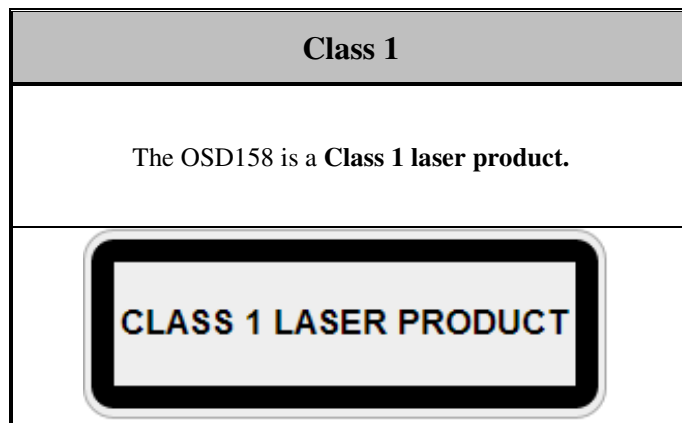 Class 1
The OSD158 is a Class 1 laser product.
CLASS 1 LASER PRODUCT